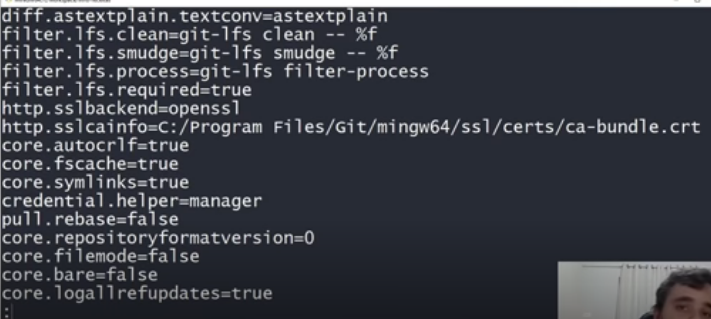 diff.astextplain.textconv=astextplain
filter.lfs.clean=git-lfs clean -- %f
filter.lfs.smudge=git-lfs smudge -- %f
filter.lfs.process=git-lfs filter-process
filter.lfs.required=true
http.sslbackend=openssl
http.sslcainfo=C:/Program Files/Git/mingw64/ssl/certs/ca-bundle.crt
core.autocrlf=true
core.fscache=true
core.symlinks=true
credential.helper=manager
pull.rebase=false
core.repositoryformatversion=0
core.filemode=false
core.bare=false
core.logallrefupdates=true
: